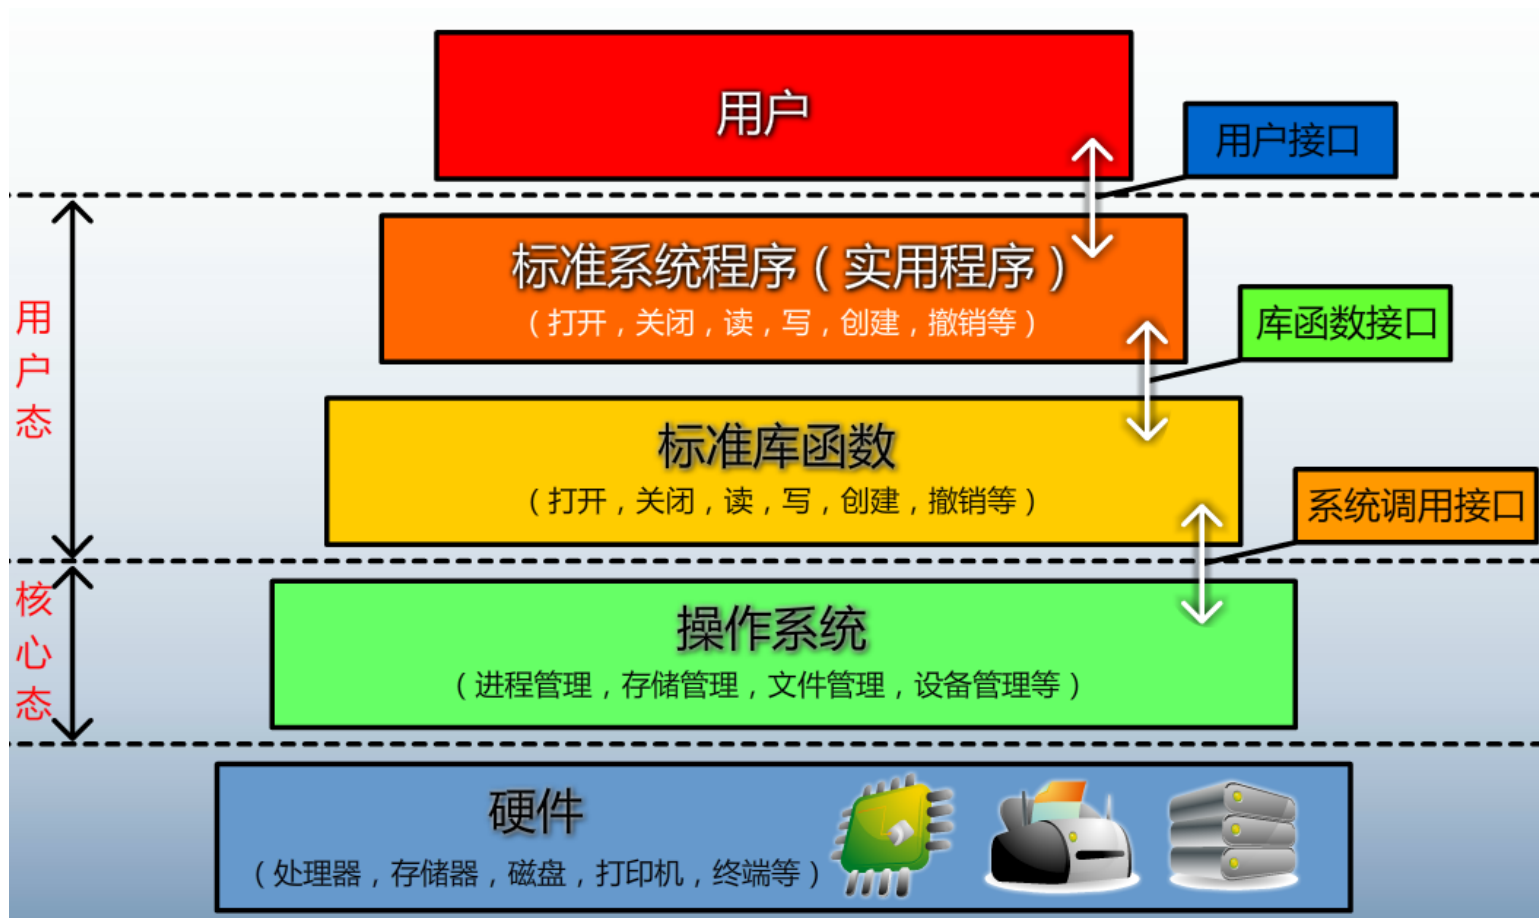 用户
用户接口
标准系统程序（实用程序）
（打开，关闭，读，写，创建，撤销等）
库函数接口
用户态
标准库函数
（打开，关闭，读，写，创建，撤销等）
系统调用接口
核心态
操作系统
（进程管理，存储管理，文件管理，设备管理等）
硬件
（处理器，存储器，磁盘，打印机，终端等）